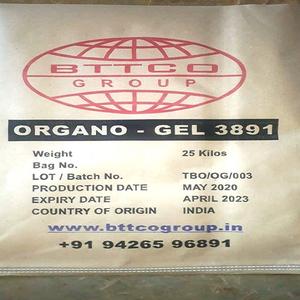 BTTCO
GROUP
ORGANO - GEL 3891
Weight 25 Kilos
Bag No.
LOT / Batch No. TBO/OG/003
PRODUCTION DATE MAY 2020
EXPIRY DATE APRIL 2023
COUNTRY OF ORIGIN INDIA
www.bttcogroup.in
+91 94265 96891